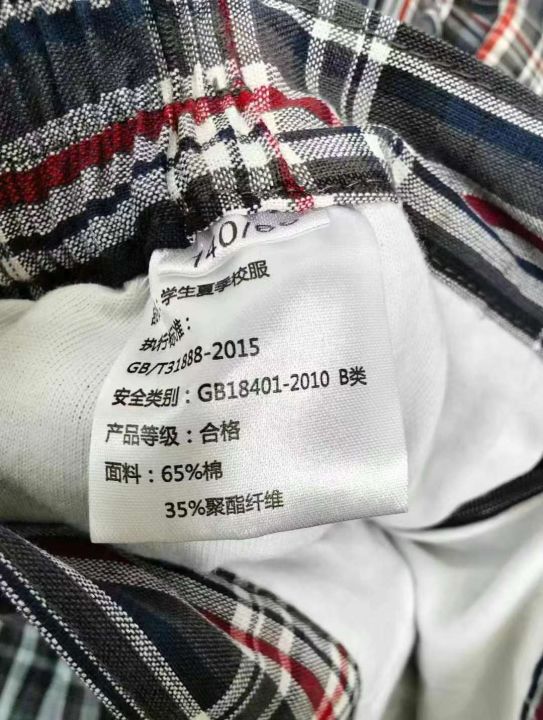 学生夏季校服
执行标准：
GB/T31888-2015
安全类别：GB18401-2010 B类
产品等级：合格
面料：65%棉
35%聚酯纤维